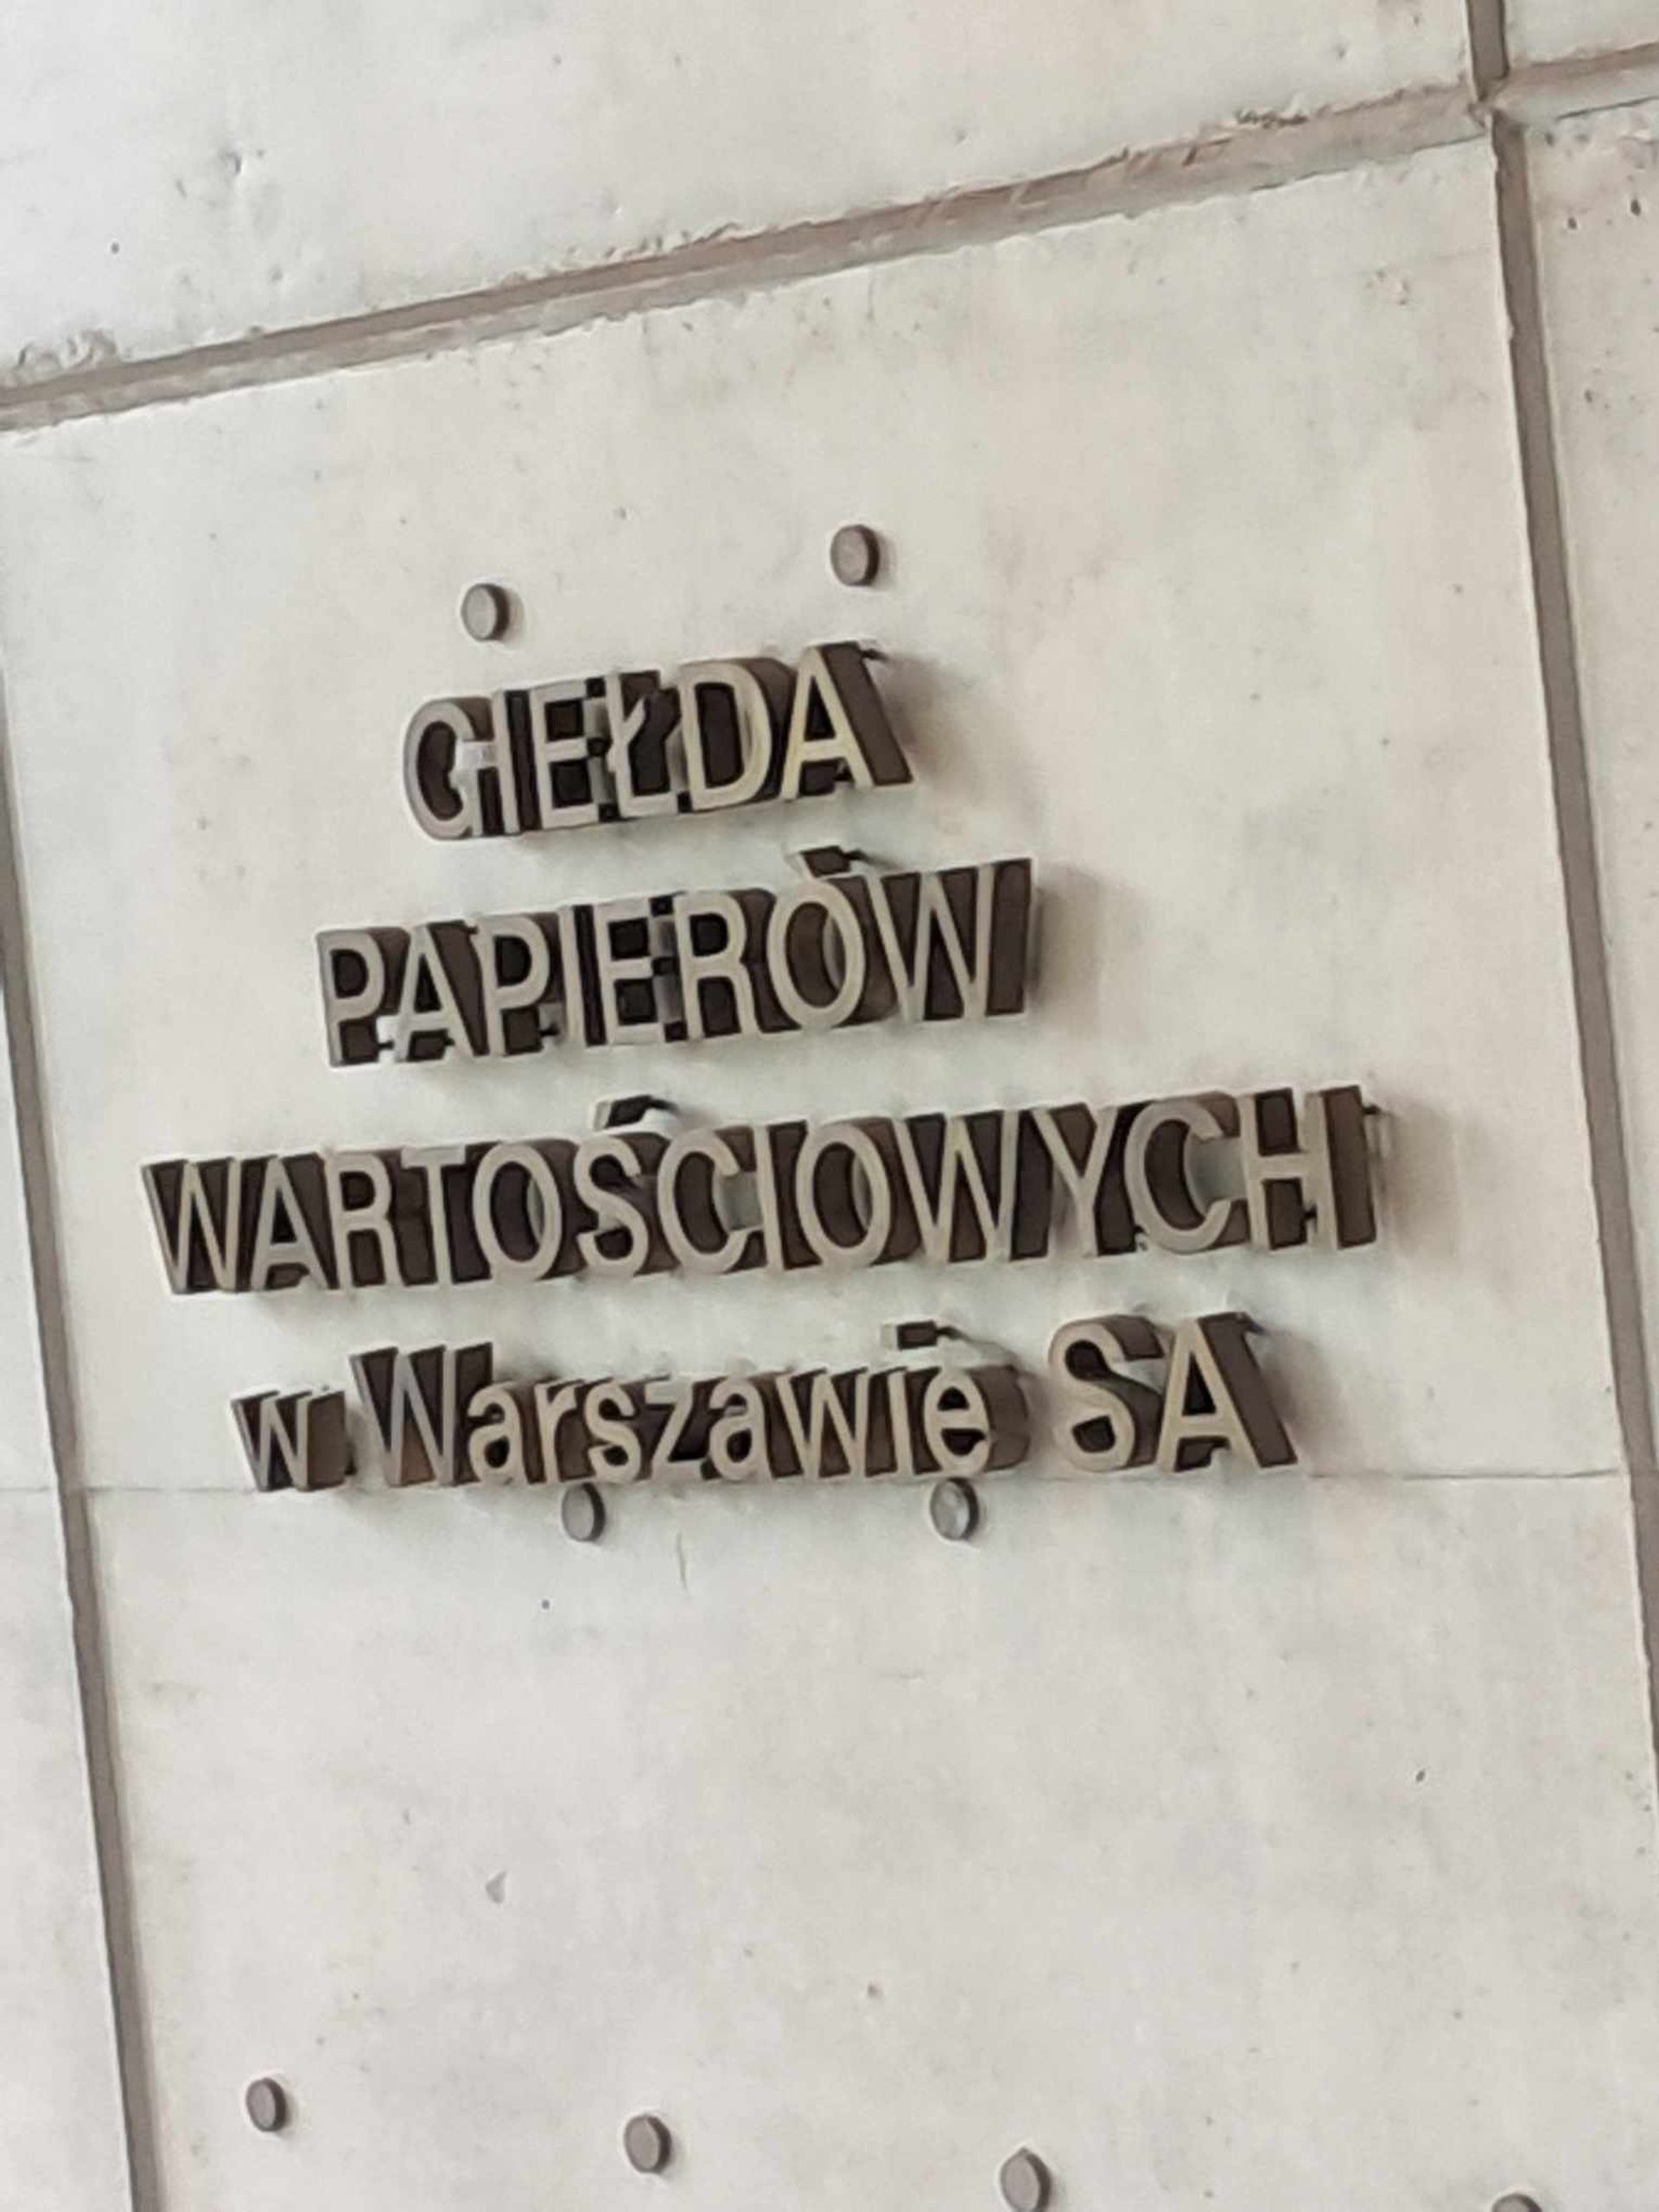 GIEŁDA
PAPIERÓW
WARTOŚCIOWYCH
w Warszawie SA